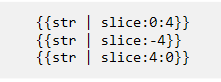 {{str | slice:0:4}}
{{str | slice:-4}}
{{str | slice:4:0}}